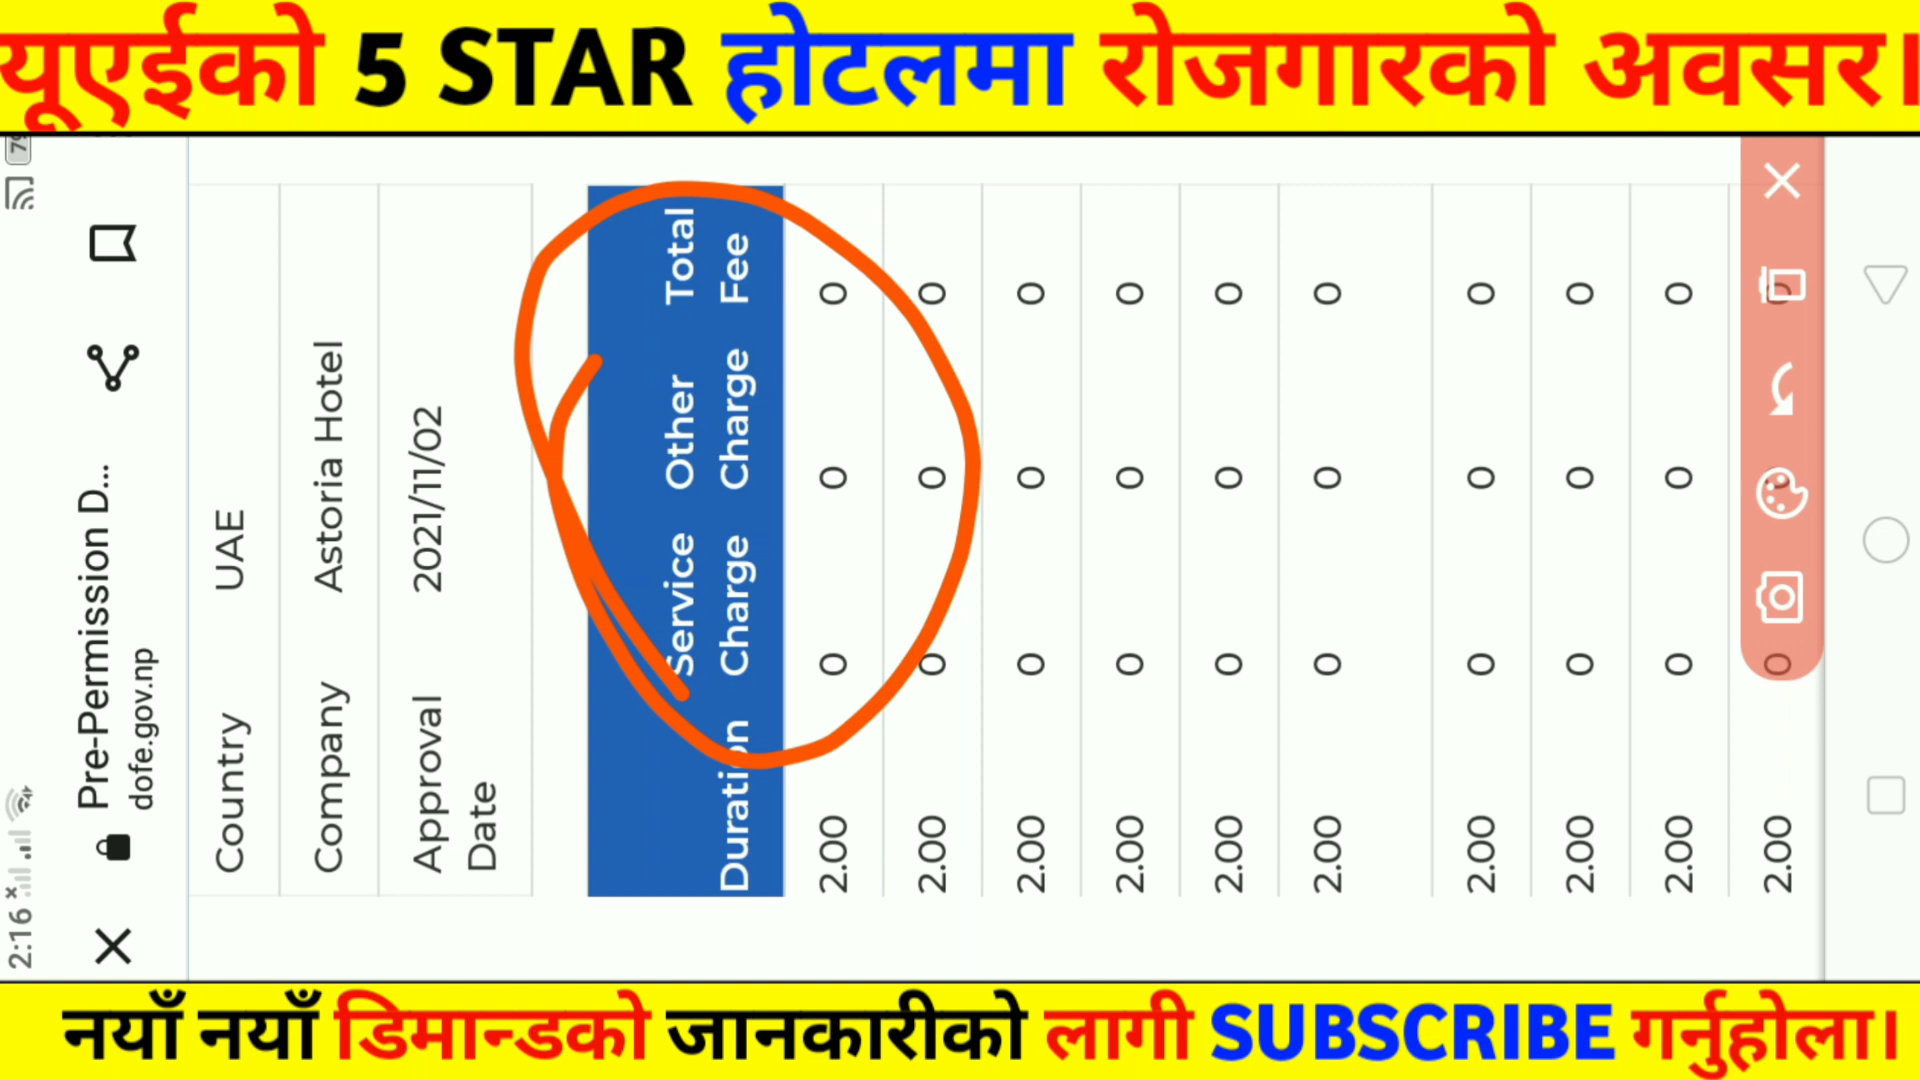 यूएईको 5 STAR होटलमा रोजगारको अवसर।
2:16
79
Pre-Permission D...
dofe.gov.np
Country UAE
Company Astoria Hotel
Approval Date 2021/11/02
Duration Service Charge Other Charge Total Fee
2.00 0 0 0
2.00 0 0 0
2.00 0 0 0
2.00 0 0 0
2.00 0 0 0
2.00 0 0 0
2.00 0 0 0
2.00 0 0 0
2.00 0 0 0
2.00 0 0 0
नयाँ नयाँ डिमान्डको जानकारीको लागी SUBSCRIBE गर्नुहोला।